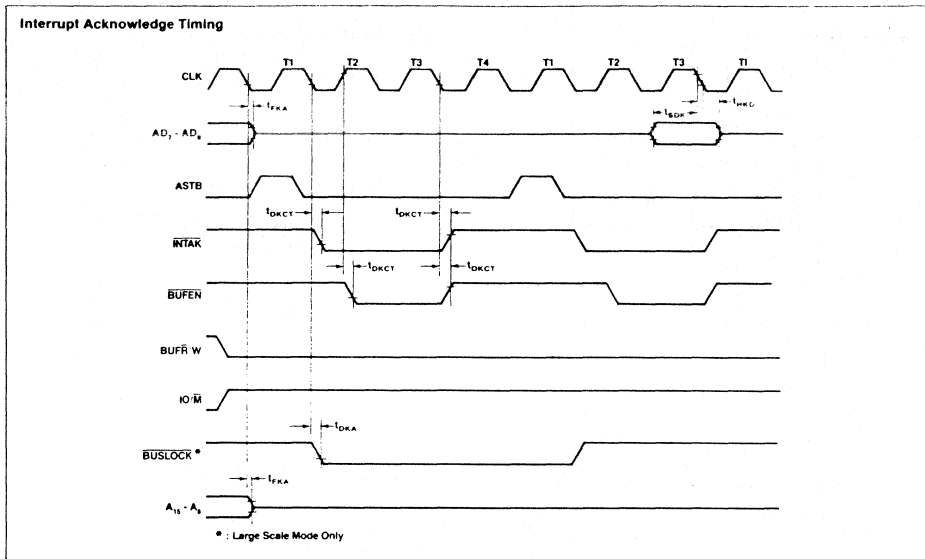 Interrupt Acknowledge Timing
T1 T2 T3 T4 T1 T2 T3 TI
CLK
tFKA
tSDK
tHKD
AD7 - AD0
ASTB
tDKCT tDKCT
INTAK
tDKCT tDKCT
BUFEN
BUFR W
IO/M
tDKA
BUSLOCK *
tFKA
A15 - A8
* : Large Scale Mode Only